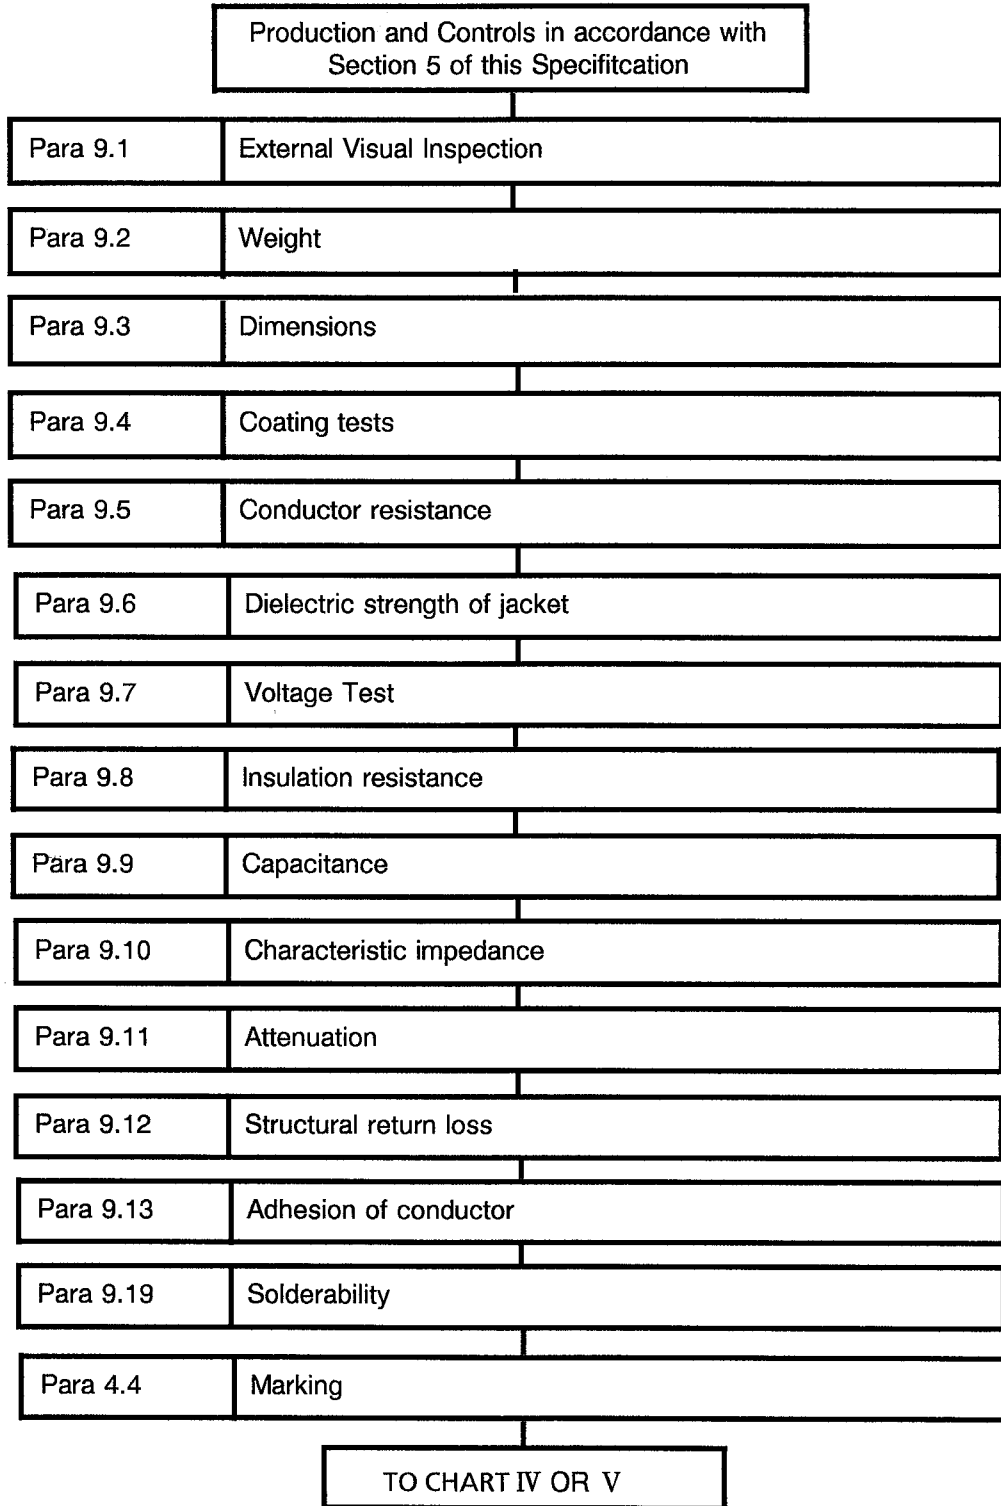 Production and Controls in accordance with
Section 5 of this Specifitcation
Para 9.1 External Visual Inspection
Para 9.2 Weight
Para 9.3 Dimensions
Para 9.4 Coating tests
Para 9.5 Conductor resistance
Para 9.6 Dielectric strength of jacket
Para 9.7 Voltage Test
Para 9.8 Insulation resistance
Para 9.9 Capacitance
Para 9.10 Characteristic impedance
Para 9.11 Attenuation
Para 9.12 Structural return loss
Para 9.13 Adhesion of conductor
Para 9.19 Solderability
Para 4.4 Marking
TO CHART IV OR V